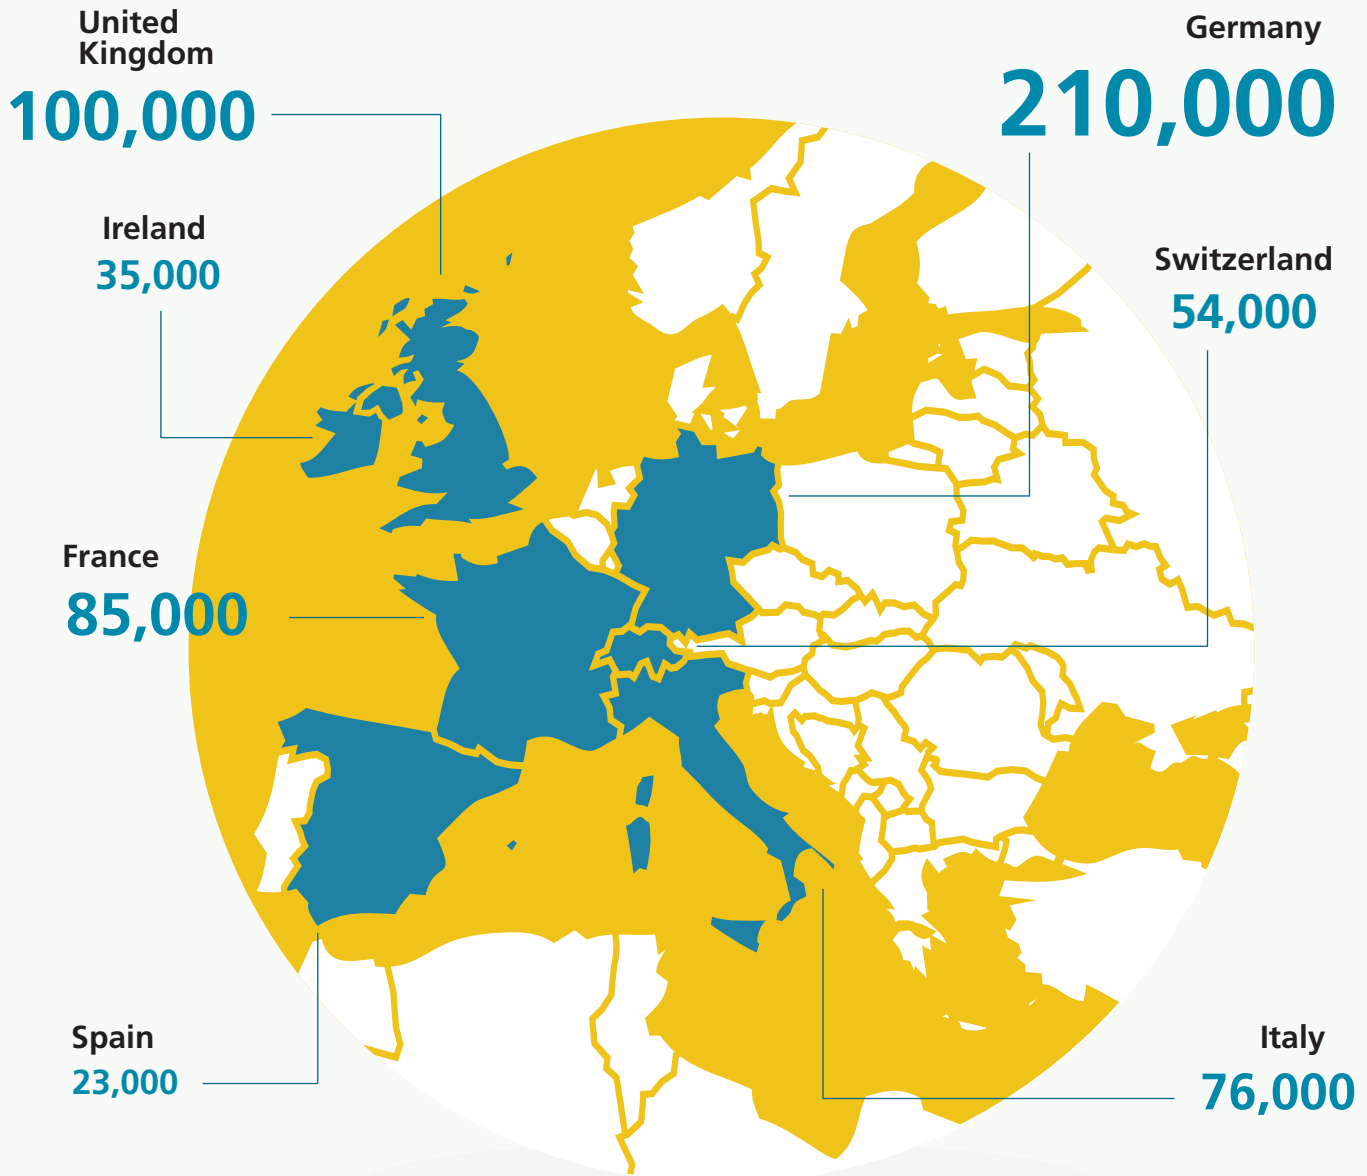 United
Kingdom
100,000
Germany
210,000
Ireland
35,000
Switzerland
54,000
France
85,000
Spain
23,000
Italy
76,000